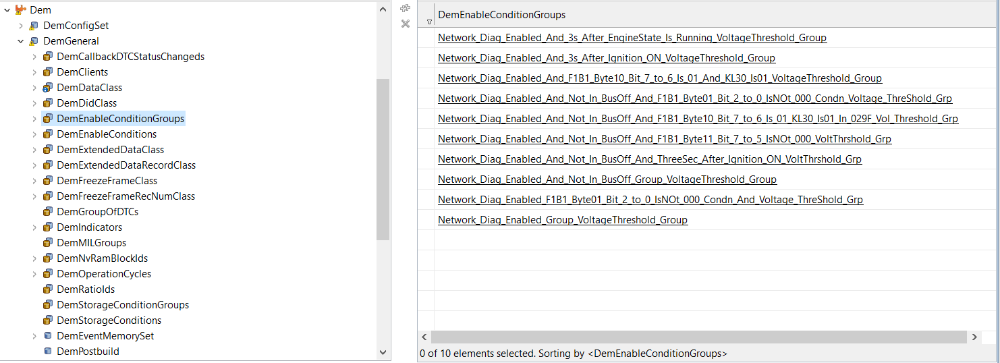 Dem
DemConfigSet
DemGeneral
DemCallbackDTCStatusChangeds
DemClients
DemDataClass
DemDidClass
DemEnableConditionGroups
DemEnableConditions
DemExtendedDataClass
DemExtendedDataRecordClass
DemFreezeFrameClass
DemFreezeFrameRecNumClass
DemGroupOfDTCs
DemIndicators
DemMILGroups
DemNvRamBlockIds
DemOperationCycles
DemRatioIds
DemStorageConditionGroups
DemStorageConditions
DemEventMemorySet
DemPostbuild
DemEnableConditionGroups
Network_Diag_Enabled_And_3s_After_EngineState_Is_Running_VoltageThreshold_Group
Network_Diag_Enabled_And_3s_After_Ignition_ON_VoltageThreshold_Group
Network_Diag_Enabled_And_F1B1_Byte10_Bit_7_to_6_Is_01_And_KL30_Is01_VoltageThreshold_Group
Network_Diag_Enabled_And_Not_In_BusOff_And_F1B1_Byte01_Bit_2_to_0_IsNOt_000_Condn_Voltage_ThreShold_Grp
Network_Diag_Enabled_And_Not_In_BusOff_And_F1B1_Byte10_Bit_7_to_6_Is_01_KL30_Is01_In_029F_Vol_Threshold_Grp
Network_Diag_Enabled_And_Not_In_BusOff_And_F1B1_Byte11_Bit_7_to_5_IsNOt_000_VoltThrshold_Grp
Network_Diag_Enabled_And_Not_In_BusOff_And_ThreeSec_After_Ignition_ON_VoltThrshold_Grp
Network_Diag_Enabled_And_Not_In_BusOff_Group_VoltageThreshold_Group
Network_Diag_Enabled_F1B1_Byte01_Bit_2_to_0_IsNOt_000_Condn_And_Voltage_ThreShold_Grp
Network_Diag_Enabled_Group_VoltageThreshold_Group
0 of 10 elements selected. Sorting by <DemEnableConditionGroups>